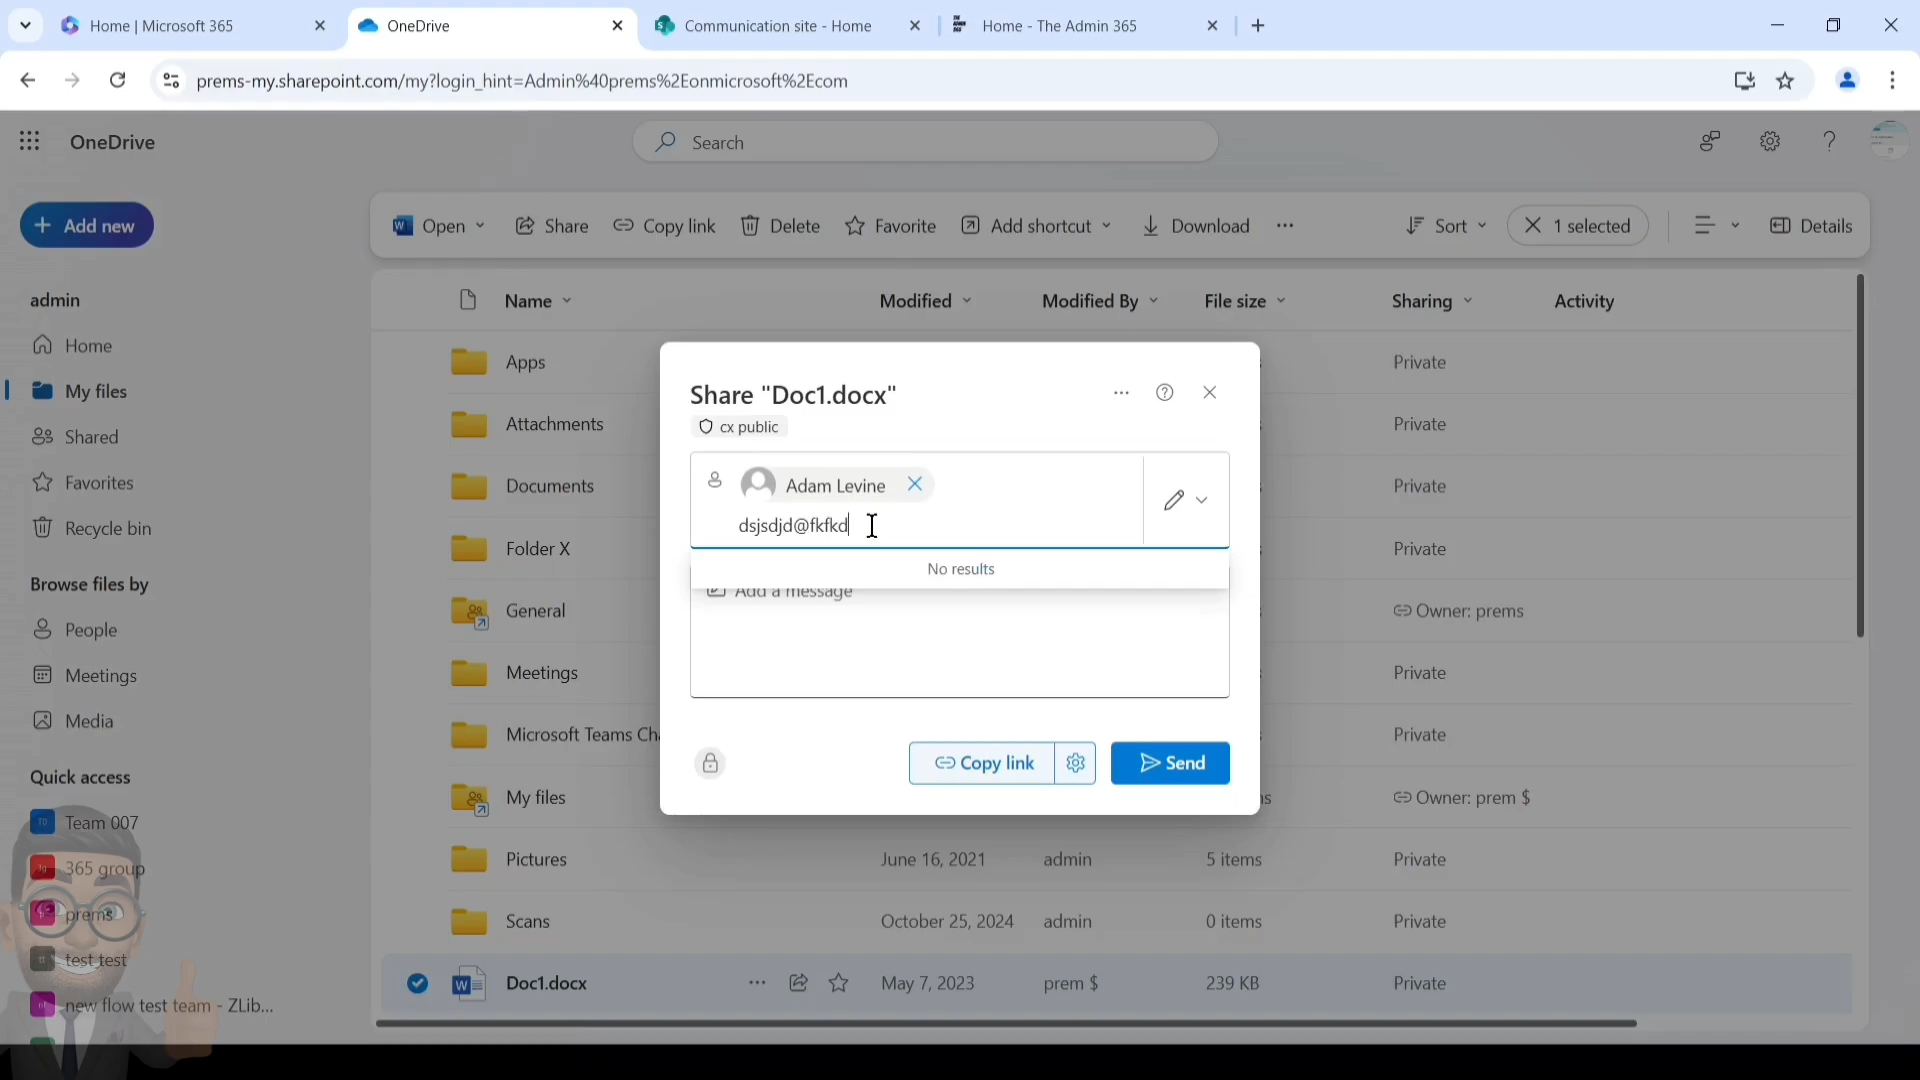 Home | Microsoft 365
OneDrive
Communication site - Home
THE ADMIN 365
Home - The Admin 365
prems-my.sharepoint.com/my?login_hint=Admin%40prems%2Eonmicrosoft%2Ecom
OneDrive
Search
Add new
Open
Share
Copy link
Delete
Favorite
Add shortcut
Download
Sort
1 selected
Details
admin
Home
My files
Shared
Favorites
Recycle bin
Browse files by
People
Meetings
Media
Quick access
Team 007
365 group
prems
test test
new flow test team - ZLib...
Name
Modified
Modified By
File size
Sharing
Activity
Apps
Private
Attachments
Private
Documents
Private
Folder X
Private
General
Owner: prems
Meetings
Private
Microsoft Teams Ch
Private
My files
Owner: prem $
Pictures
June 16, 2021
admin
5 items
Private
Scans
October 25, 2024
admin
0 items
Private
Doc1.docx
May 7, 2023
prem $
239 KB
Private
Share "Doc1.docx"
cx public
Adam Levine
dsjsdjd@fkfkd
No results
Add a message
Copy link
Send